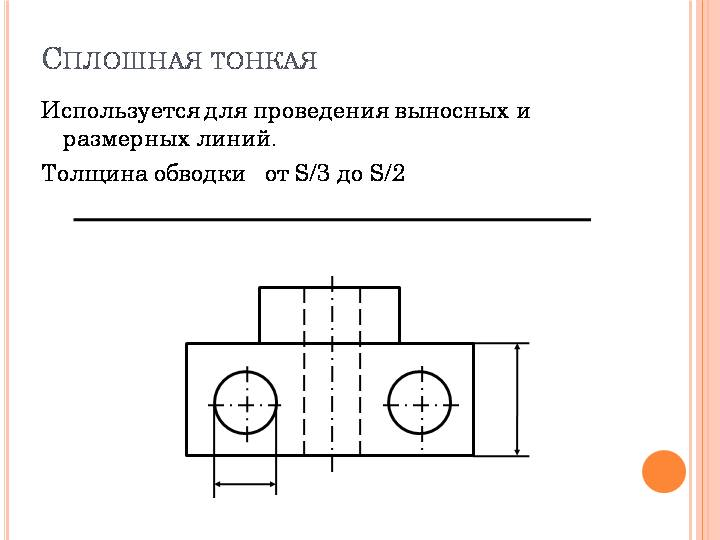 Сплошная тонкая
Используется для проведения выносных и
размерных линий.
Толщина обводки от S/3 до S/2